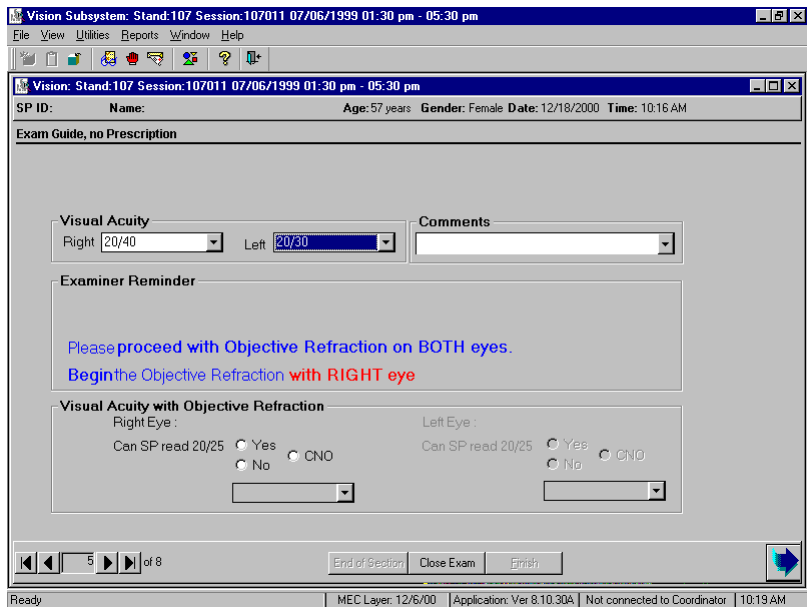 Vision Subsystem: Stand:107 Session:107011 07/06/1999 01:30 pm - 05:30 pm
File View Utilities Reports Window Help
Vision: Stand:107 Session:107011 07/06/1999 01:30 pm - 05:30 pm
SP ID: Name: Age: 57 years Gender: Female Date: 12/18/2000 Time: 10:16 AM
Exam Guide, no Prescription
Visual Acuity Comments
Right 20/40 Left 20/30
Examiner Reminder
Please proceed with Objective Refraction on BOTH eyes.
Begin the Objective Refraction with RIGHT eye
Visual Acuity with Objective Refraction
Right Eye : Left Eye :
Can SP read 20/25 Yes No CNO Can SP read 20/25 Yes No CNO
5 of 8 End of Section Close Exam Finish
Ready MEC Layer: 12/6/00 Application: Ver 8.10.30A Not connected to Coordinator 10:19 AM